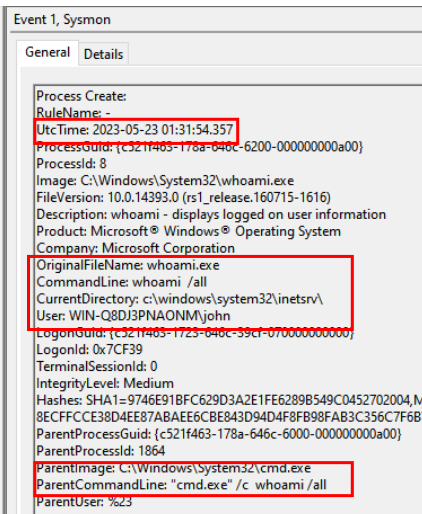 Event 1, Sysmon
General Details
Process Create:
RuleName: -
UtcTime: 2023-05-23 01:31:54.357
ProcessGuid: {c521f463-178a-646c-6200-000000000a00}
ProcessId: 8
Image: C:\Windows\System32\whoami.exe
FileVersion: 10.0.14393.0 (rs1_release.160715-1616)
Description: whoami - displays logged on user information
Product: Microsoft® Windows® Operating System
Company: Microsoft Corporation
OriginalFileName: whoami.exe
CommandLine: whoami  /all
CurrentDirectory: c:\windows\system32\inetsrv\
User: WIN-Q8DJ3PNAONM\john
LogonGuid: {c521f463-1723-646c-39cf-070000000000}
LogonId: 0x7CF39
TerminalSessionId: 0
IntegrityLevel: Medium
Hashes: SHA1=9746E91BFC629D3A2E1FE6289B549C0452702004,M
8ECFFCCE38D4EE87ABAEE6CBE843D94D4F8FB98FAB3C356C7F6B
ParentProcessGuid: {c521f463-178a-646c-6000-000000000a00}
ParentProcessId: 1864
ParentImage: C:\Windows\System32\cmd.exe
ParentCommandLine: "cmd.exe" /c  whoami /all
ParentUser: %23